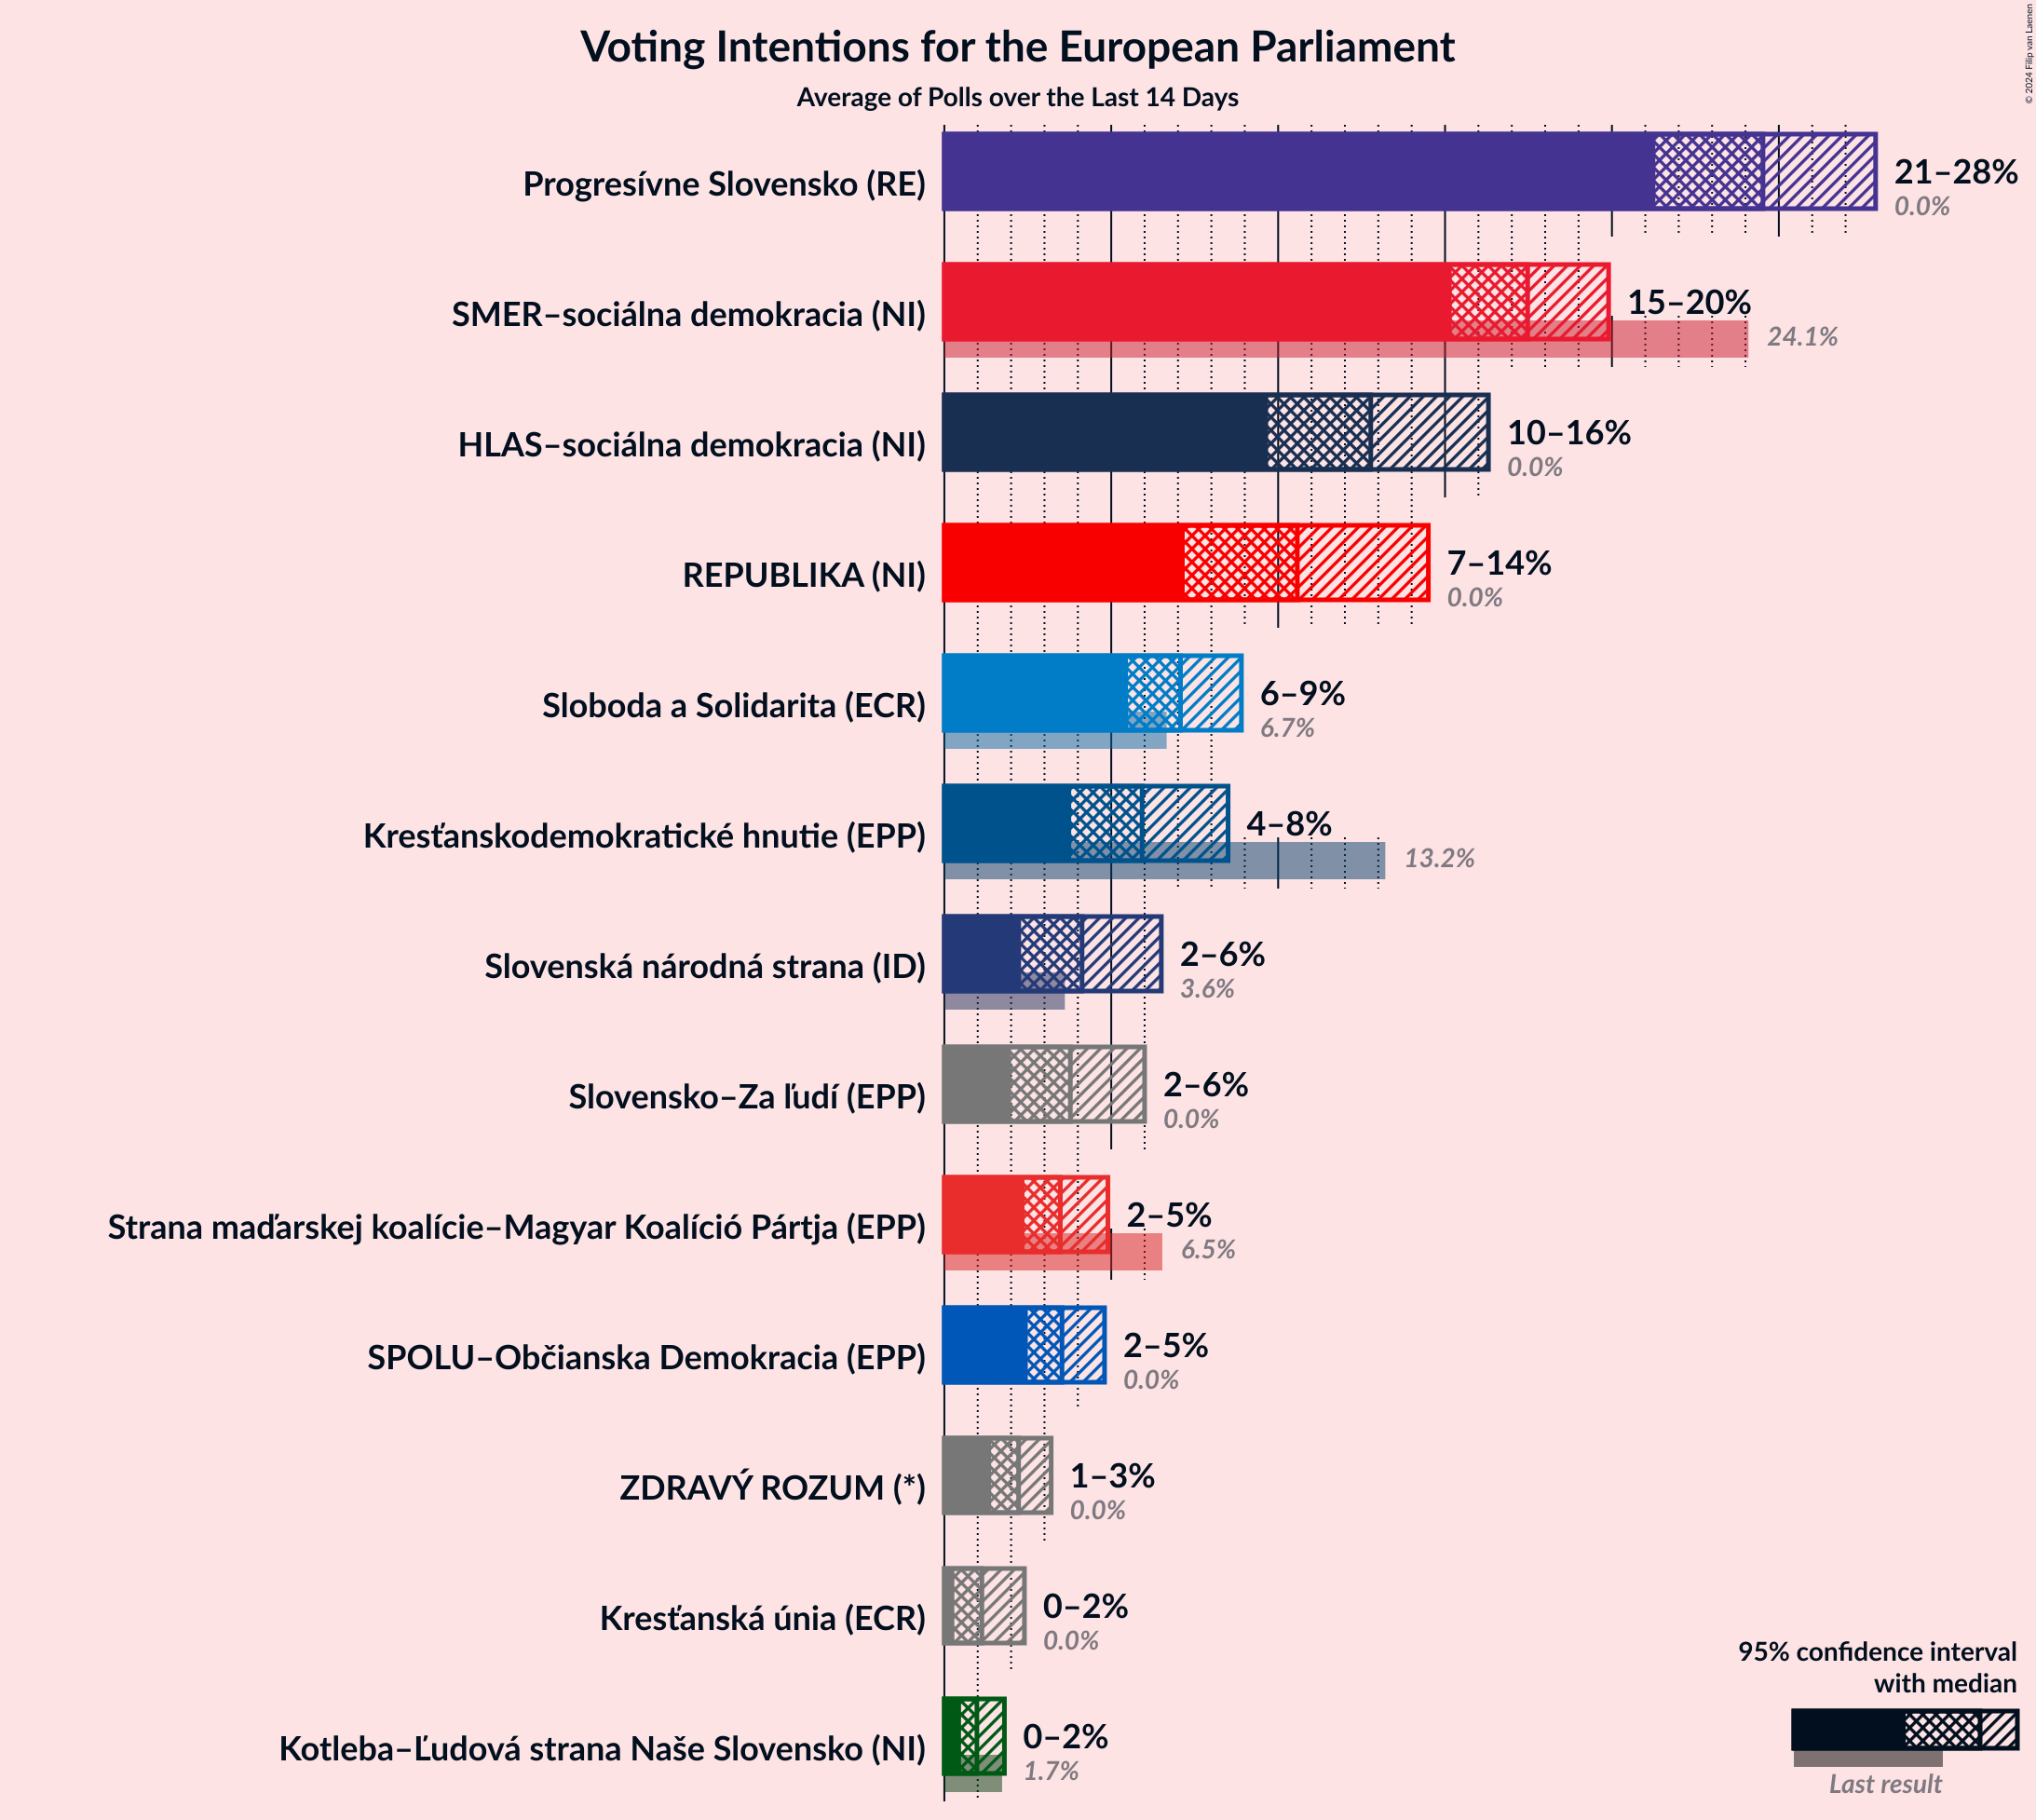 Voting Intentions for the European Parliament
Average of Polls over the Last 14 Days
© 2024 Filip van Laenen
Progresívne Slovensko (RE)
21–28%
0.0%
SMER–sociálna demokracia (NI)
15–20%
24.1%
HLAS–sociálna demokracia (NI)
10–16%
0.0%
REPUBLIKA (NI)
7–14%
0.0%
Sloboda a Solidarita (ECR)
6–9%
6.7%
Kresťanskodemokratické hnutie (EPP)
4–8%
13.2%
Slovenská národná strana (ID)
2–6%
3.6%
Slovensko–Za ľudí (EPP)
2–6%
0.0%
Strana maďarskej koalície–Magyar Koalíció Pártja (EPP)
2–5%
6.5%
SPOLU–Občianska Demokracia (EPP)
2–5%
0.0%
ZDRAVÝ ROZUM (*)
1–3%
0.0%
Kresťanská únia (ECR)
0–2%
0.0%
Kotleba–Ľudová strana Naše Slovensko (NI)
0–2%
1.7%
95% confidence interval
with median
Last result